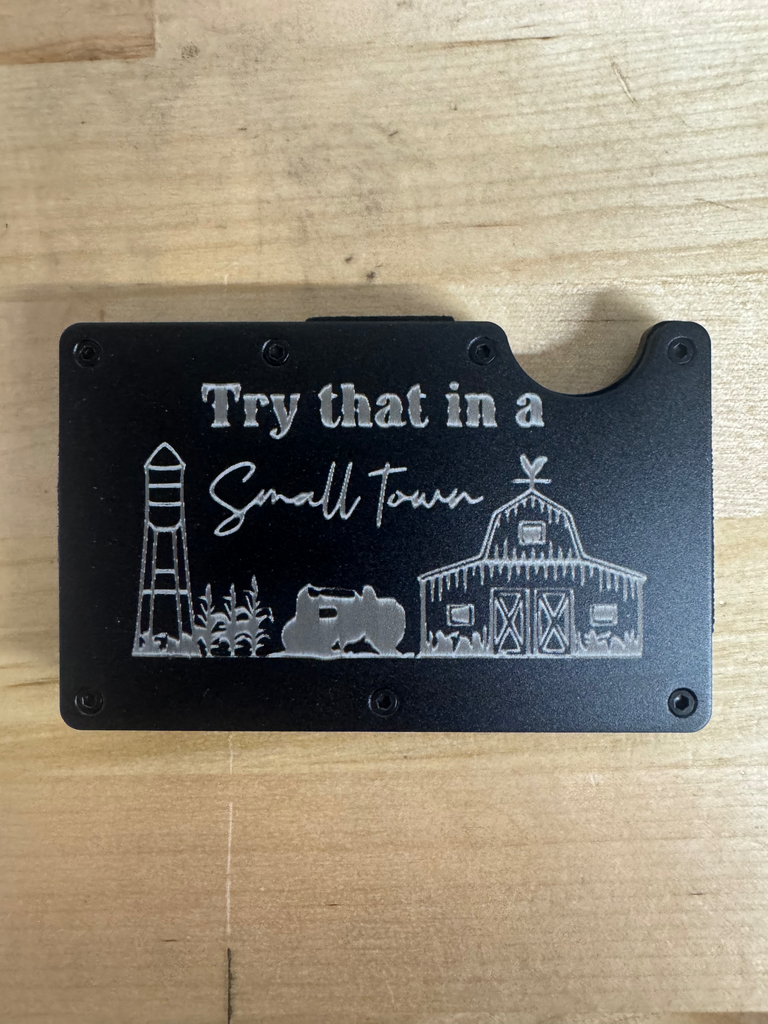 Try that in a
Small Town